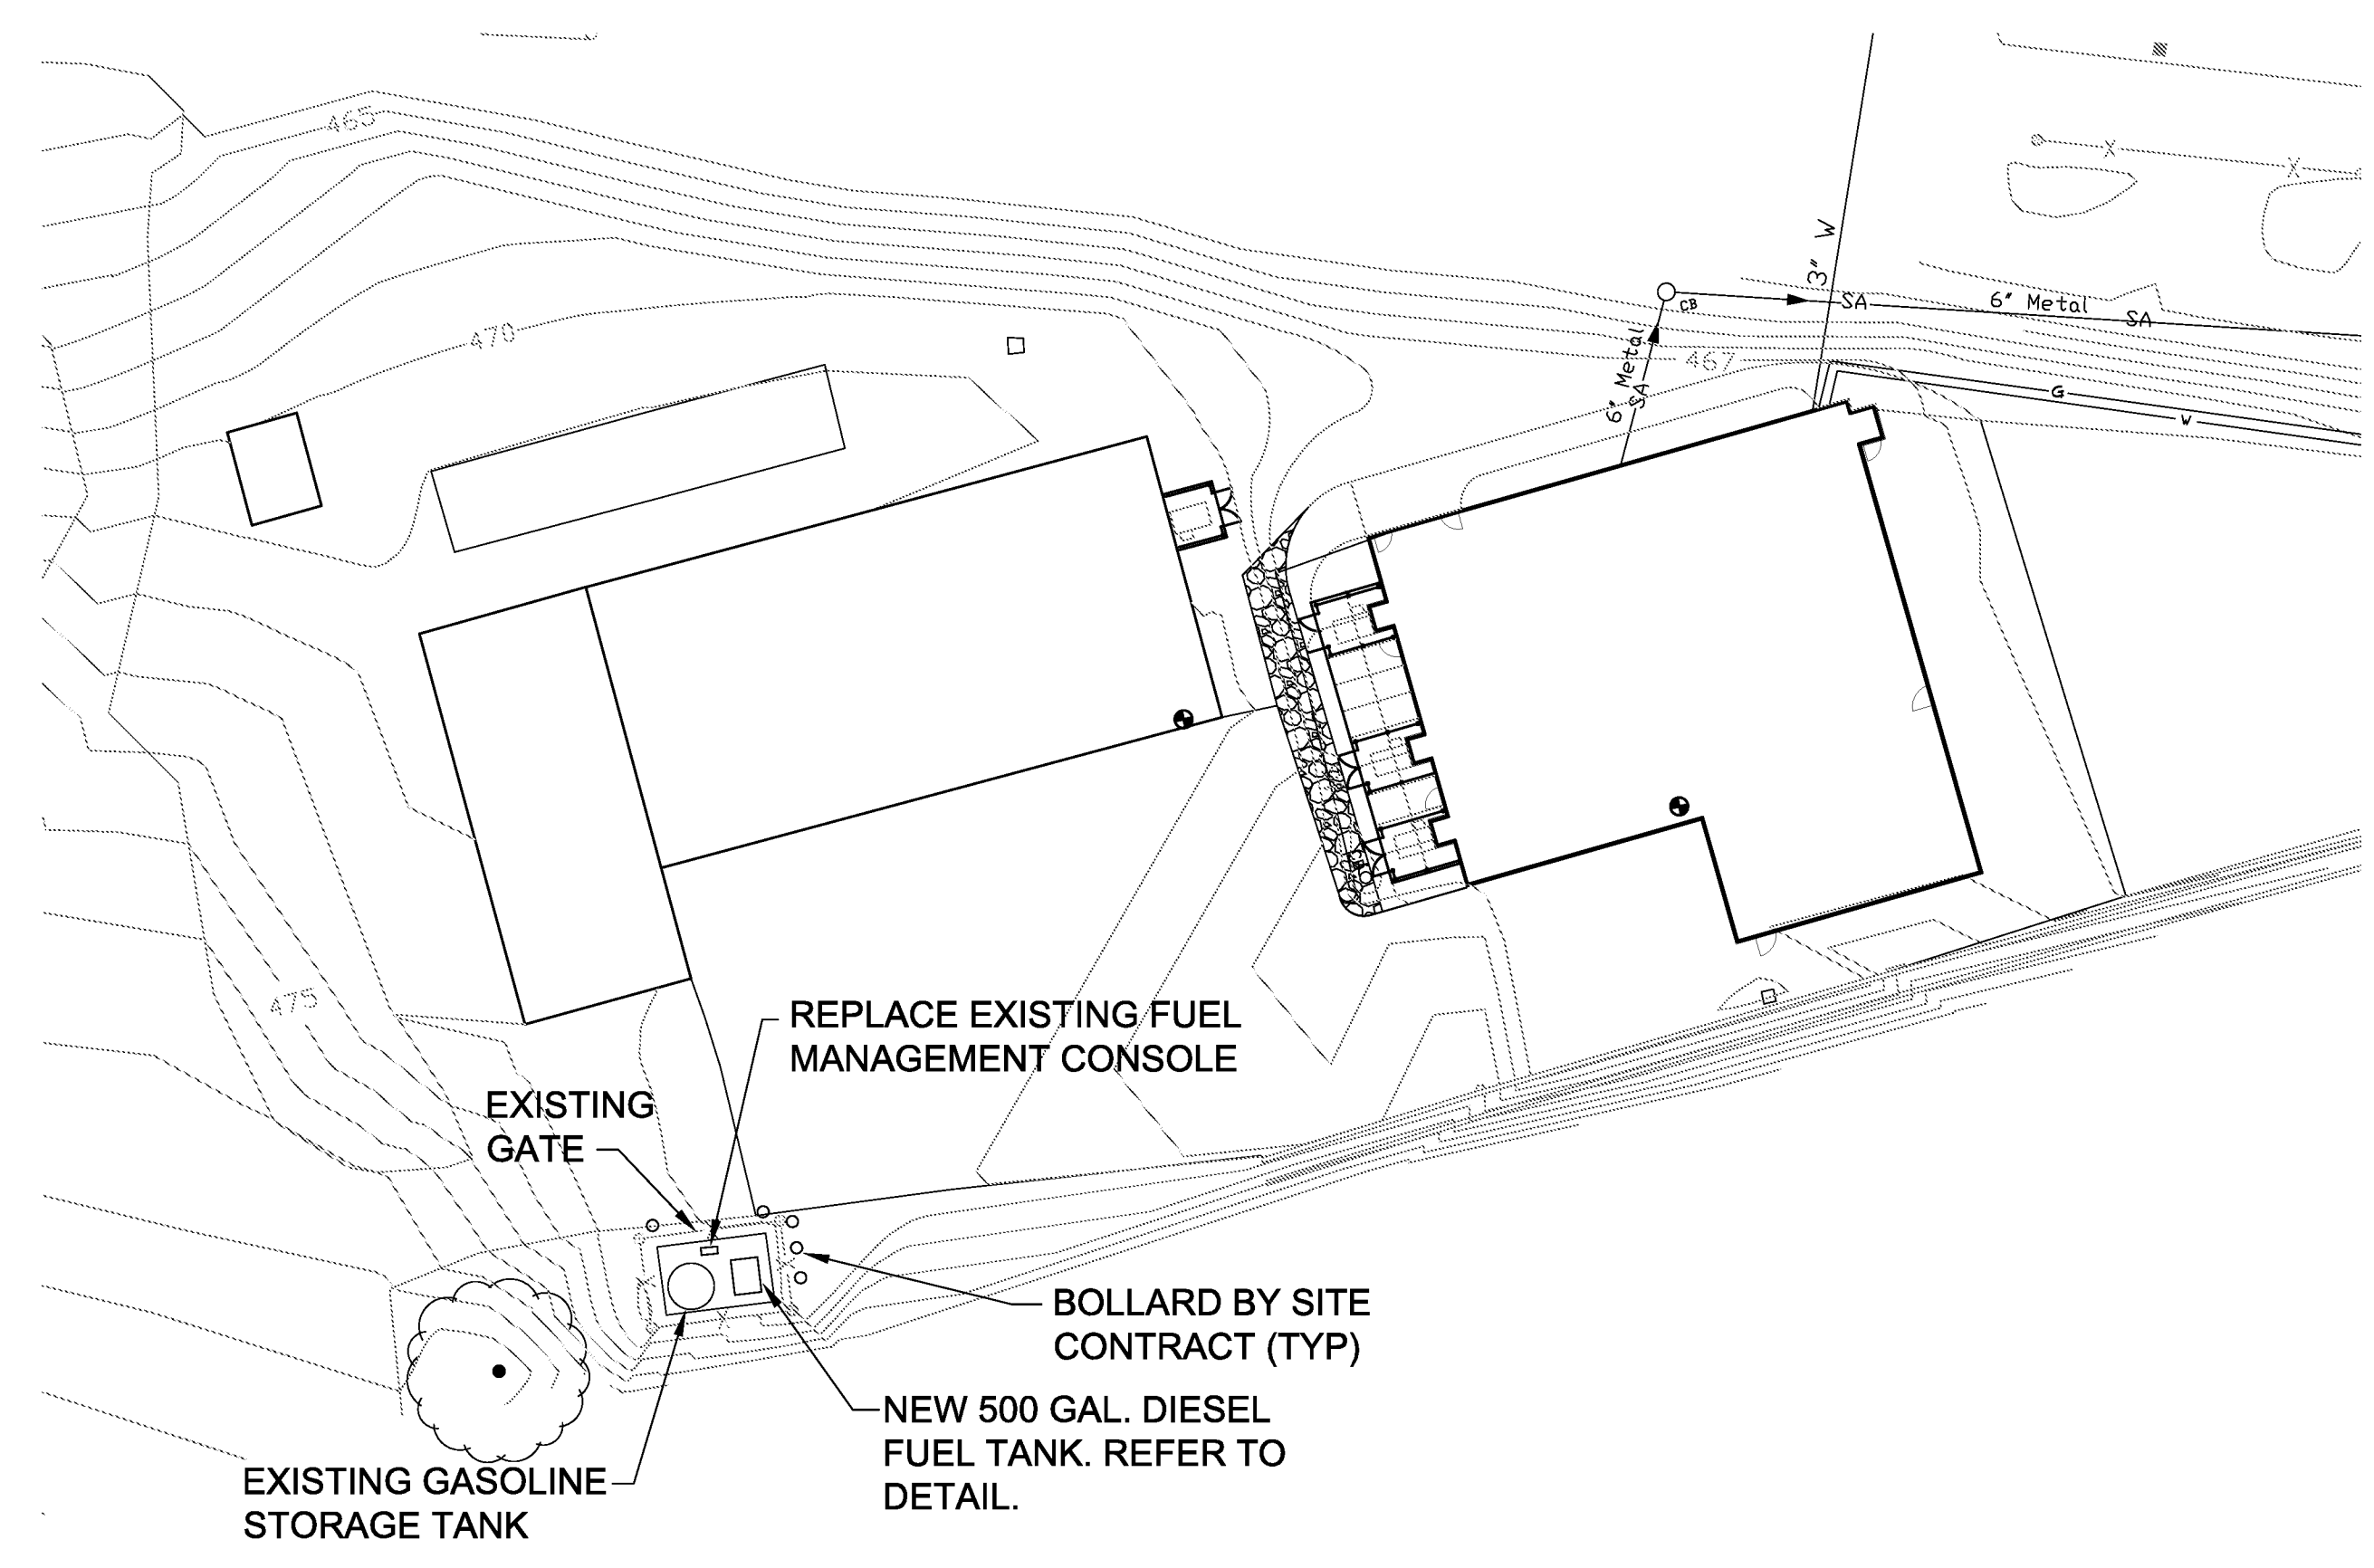 465
X
X
3" W
CB
SA
6" Metal
SA
470
6" Metal
SA
467
G
W
REPLACE EXISTING FUEL
MANAGEMENT CONSOLE
475
EXISTING
GATE
BOLLARD BY SITE
CONTRACT (TYP)
NEW 500 GAL. DIESEL
FUEL TANK. REFER TO
DETAIL.
EXISTING GASOLINE
STORAGE TANK